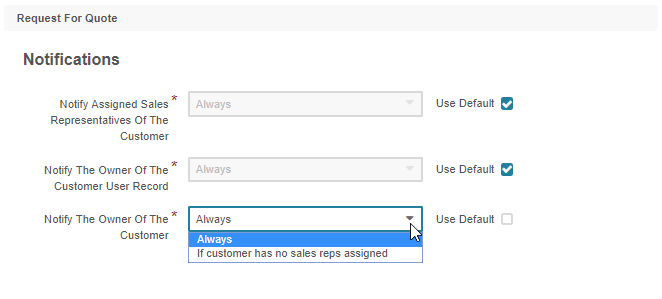 Request For Quote
Notifications
Notify Assigned Sales * Always Use Default
Representatives Of The
Customer
Notify The Owner Of The * Always Use Default
Customer User Record
Notify The Owner Of The * Always Use Default
Customer
Always
If customer has no sales reps assigned